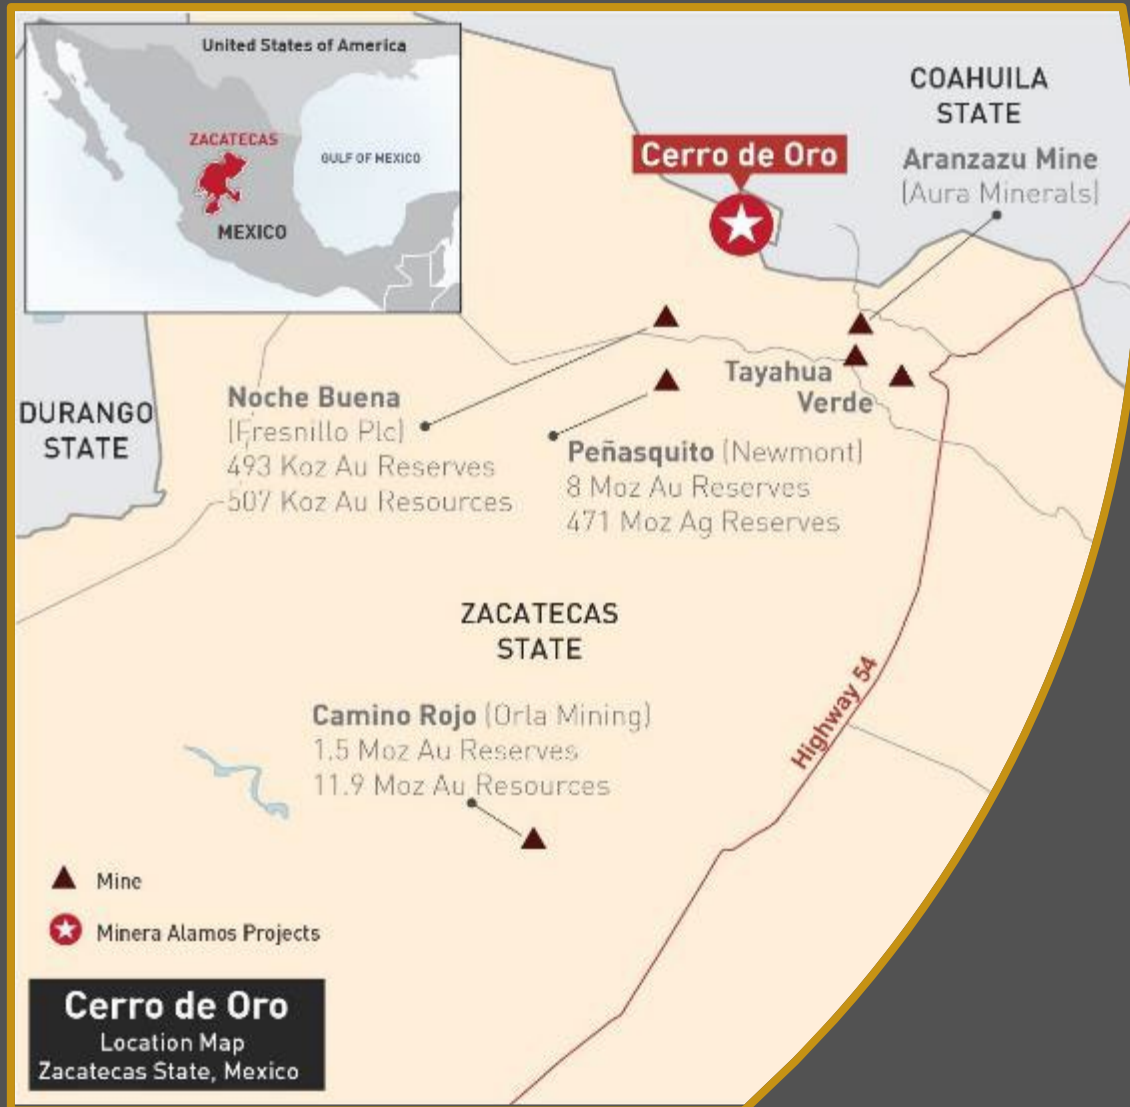 United States of America
ZACATECAS
GULF OF MEXICO
MEXICO
COAHUILA
STATE
Cerro de Oro
Aranzazu Mine
(Aura Minerals)
DURANGO
STATE
Noche Buena
(Fresnillo Plc)
493 Koz Au Reserves
507 Koz Au Resources
Tayahua
Verde
Peñasquito (Newmont)
8 Moz Au Reserves
471 Moz Ag Reserves
ZACATECAS
STATE
Camino Rojo (Orla Mining)
1.5 Moz Au Reserves
11.9 Moz Au Resources
Highway 54
Mine
Minera Alamos Projects
Cerro de Oro
Location Map
Zacatecas State, Mexico